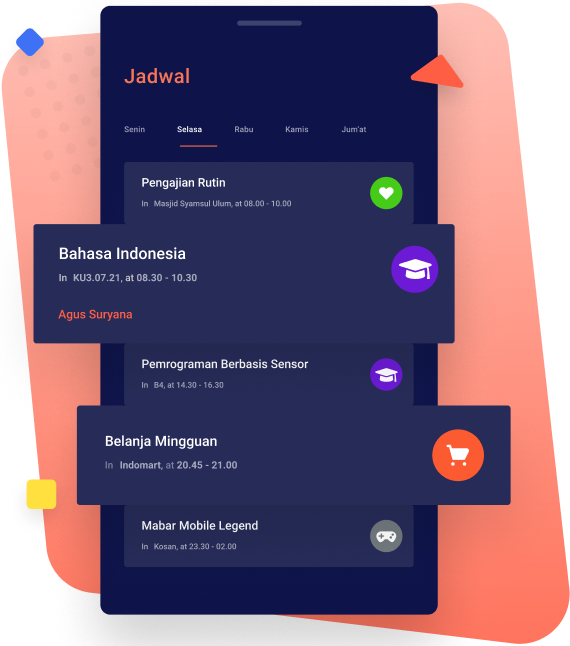 Jadwal
Senin Selasa Rabu Kamis Jum'at
Pengajian Rutin
In Masjid Syamsul Ulum, at 08.00 - 10.00
Bahasa Indonesia
In KU3.07.21, at 08.30 - 10.30
Agus Suryana
Pemrograman Berbasis Sensor
In B4, at 14.30 - 16.30
Belanja Mingguan
In Indomart, at 20.45 - 21.00
Mabar Mobile Legend
In Kosan, at 23.30 - 02.00